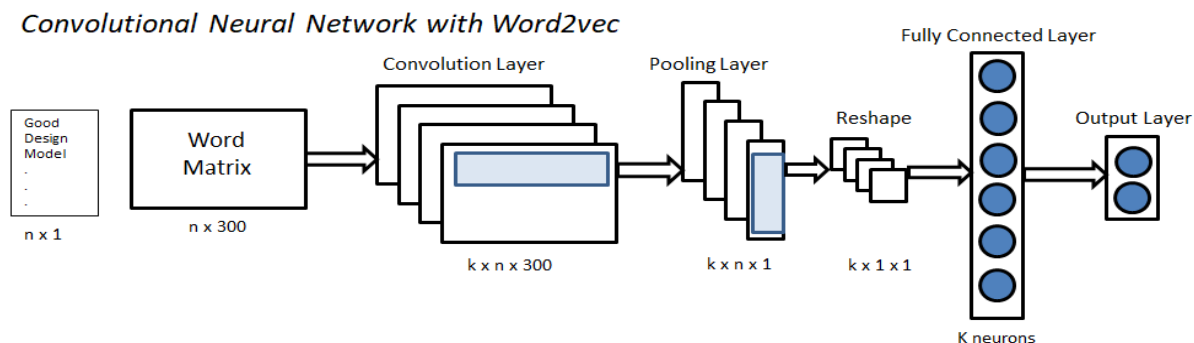 Convolutional Neural Network with Word2vec
Good
Design
Model
.
.
.
n x 1
Word
Matrix
n x 300
Convolution Layer
k x n x 300
Pooling Layer
k x n x 1
Reshape
k x 1 x 1
Fully Connected Layer
K neurons
Output Layer